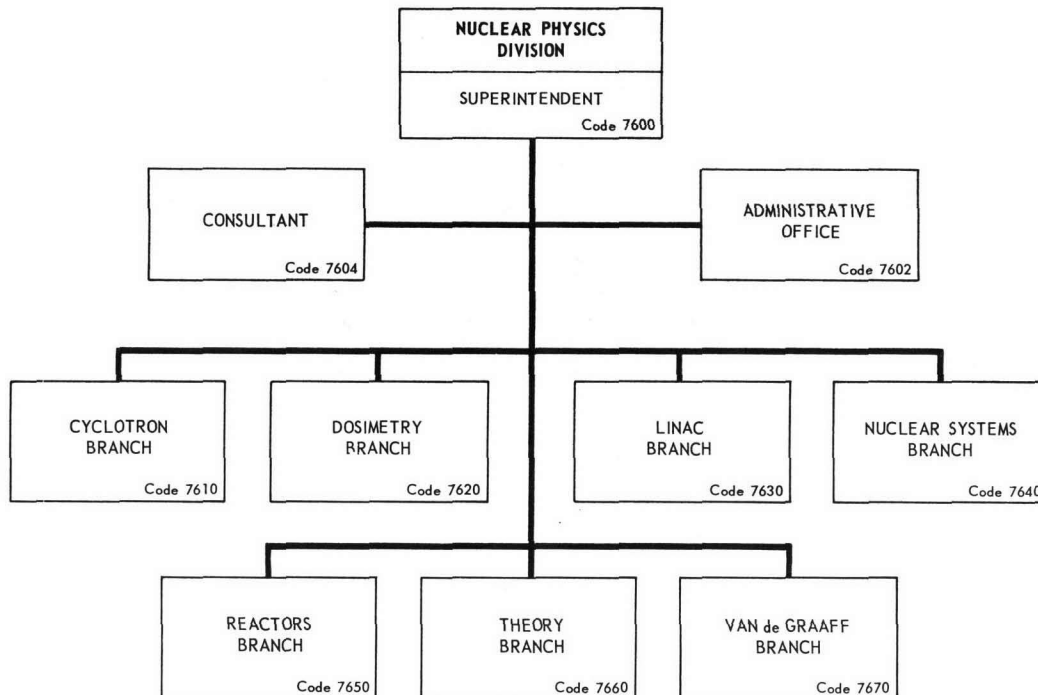 NUCLEAR PHYSICS
DIVISION
SUPERINTENDENT
Code 7600
CONSULTANT
Code 7604
ADMINISTRATIVE
OFFICE
Code 7602
CYCLOTRON
BRANCH
Code 7610
DOSIMETRY
BRANCH
Code 7620
LINAC
BRANCH
Code 7630
NUCLEAR SYSTEMS
BRANCH
Code 7640
REACTORS
BRANCH
Code 7650
THEORY
BRANCH
Code 7660
VAN de GRAAFF
BRANCH
Code 7670